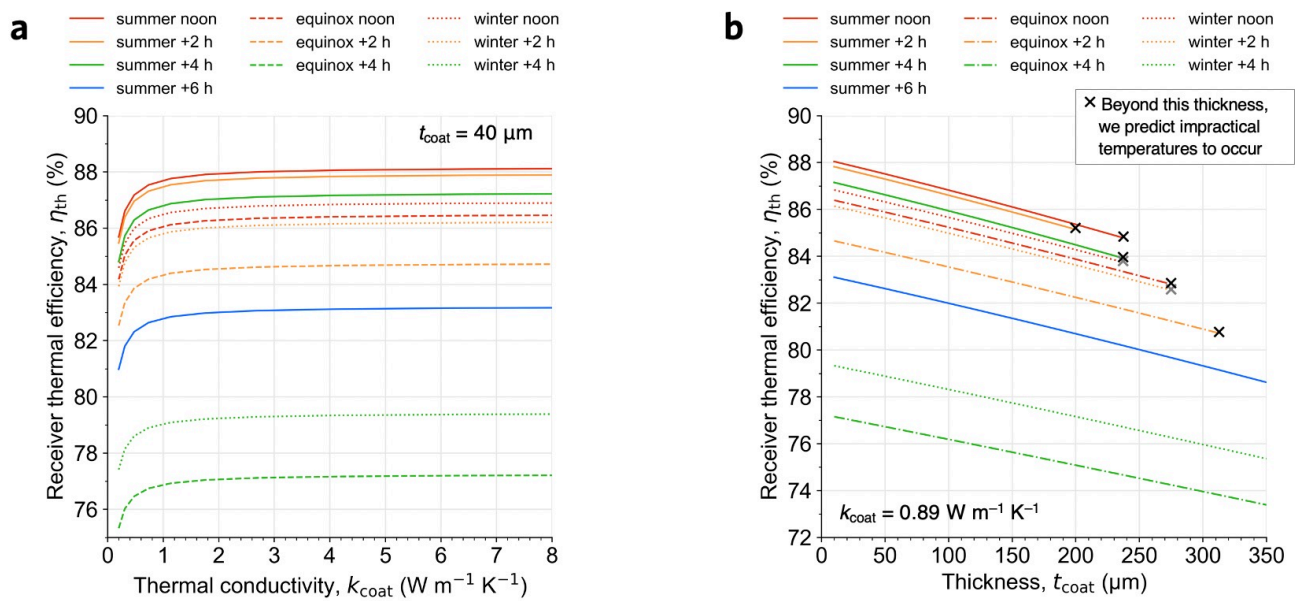 a
summer noon equinox noon winter noon
summer +2 h equinox +2 h winter +2 h
summer +4 h equinox +4 h winter +4 h
summer +6 h
90
88
86
84
82
80
78
76
Receiver thermal efficiency, ηth (%)
tcoat = 40 µm
0 1 2 3 4 5 6 7 8
Thermal conductivity, kcoat (W m⁻¹ K⁻¹)
b
summer noon equinox noon winter noon
summer +2 h equinox +2 h winter +2 h
summer +4 h equinox +4 h winter +4 h
summer +6 h
× Beyond this thickness,
we predict impractical
temperatures to occur
90
88
86
84
82
80
78
76
74
72
Receiver thermal efficiency, ηth (%)
kcoat = 0.89 W m⁻¹ K⁻¹
0 50 100 150 200 250 300 350
Thickness, tcoat (µm)